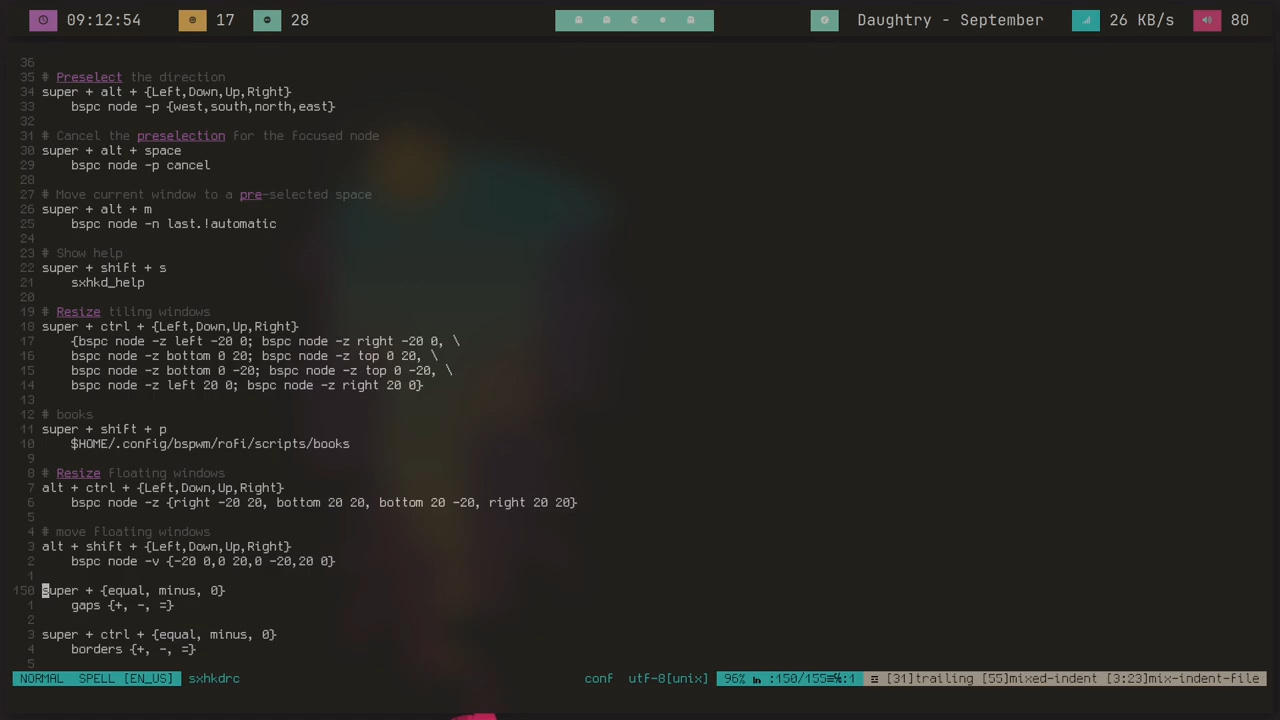 09:12:54 17 28 Daughtry - September 26 KB/s 80
36
35 # Preselect the direction
34 super + alt + {Left,Down,Up,Right}
33 bspc node -p {west,south,north,east}
32
31 # Cancel the preselection for the focused node
30 super + alt + space
29 bspc node -p cancel
28
27 # Move current window to a pre-selected space
26 super + alt + m
25 bspc node -n last.!automatic
24
23 # Show help
22 super + shift + s
21 sxhkd_help
20
19 # Resize tiling windows
18 super + ctrl + {Left,Down,Up,Right}
17 {bspc node -z left -20 0; bspc node -z right -20 0, \
16 bspc node -z bottom 0 20; bspc node -z top 0 20, \
15 bspc node -z bottom 0 -20; bspc node -z top 0 -20, \
14 bspc node -z left 20 0; bspc node -z right 20 0}
13
12 # books
11 super + shift + p
10 $HOME/.config/bspwm/rofi/scripts/books
9
8 # Resize floating windows
7 alt + ctrl + {Left,Down,Up,Right}
6 bspc node -z {right -20 20, bottom 20 20, bottom 20 -20, right 20 20}
5
4 # move floating windows
3 alt + shift + {Left,Down,Up,Right}
2 bspc node -v {-20 0,0 20,0 -20,20 0}
1
150 super + {equal, minus, 0}
1 gaps {+, -, =}
2
3 super + ctrl + {equal, minus, 0}
4 borders {+, -, =}
5
NORMAL SPELL [EN_US] sxhkdrc conf utf-8[unix] 96% ㏑ :150/155≡℅:1 ☲ [31]trailing [55]mixed-indent [3:23]mix-indent-file